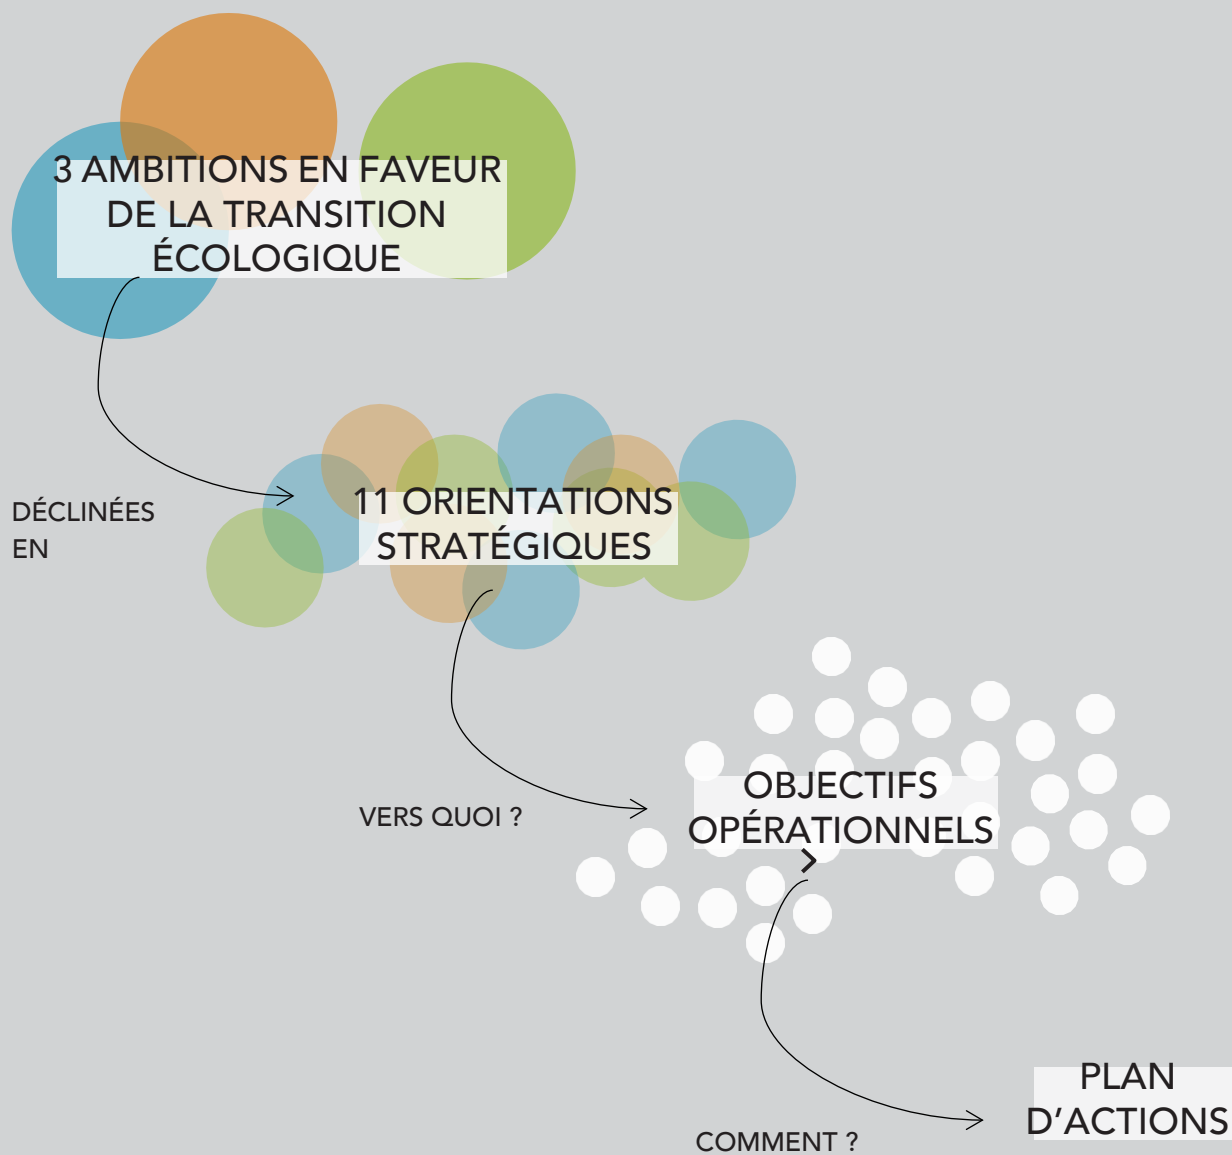 3 AMBITIONS EN FAVEUR
DE LA TRANSITION
ÉCOLOGIQUE
DÉCLINÉES
EN
11 ORIENTATIONS
STRATÉGIQUES
VERS QUOI ?
OBJECTIFS
OPÉRATIONNELS
COMMENT ?
PLAN
D’ACTIONS